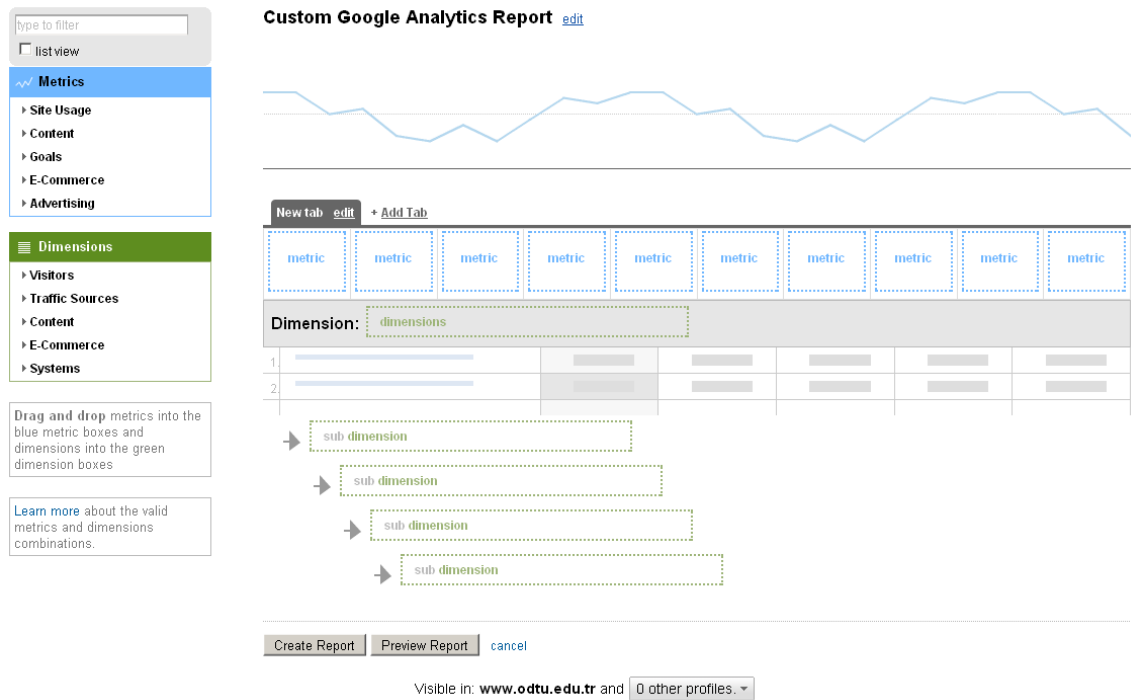 type to filter
list view
Metrics
Site Usage
Content
Goals
E-Commerce
Advertising
Dimensions
Visitors
Traffic Sources
Content
E-Commerce
Systems
Drag and drop metrics into the
blue metric boxes and
dimensions into the green
dimension boxes
Learn more about the valid
metrics and dimensions
combinations.
Custom Google Analytics Report edit
New tab edit + Add Tab
metric metric metric metric metric metric metric metric metric metric
Dimension: dimensions
1.
2.
sub dimension
sub dimension
sub dimension
sub dimension
Create Report Preview Report cancel
Visible in: www.odtu.edu.tr and 0 other profiles.